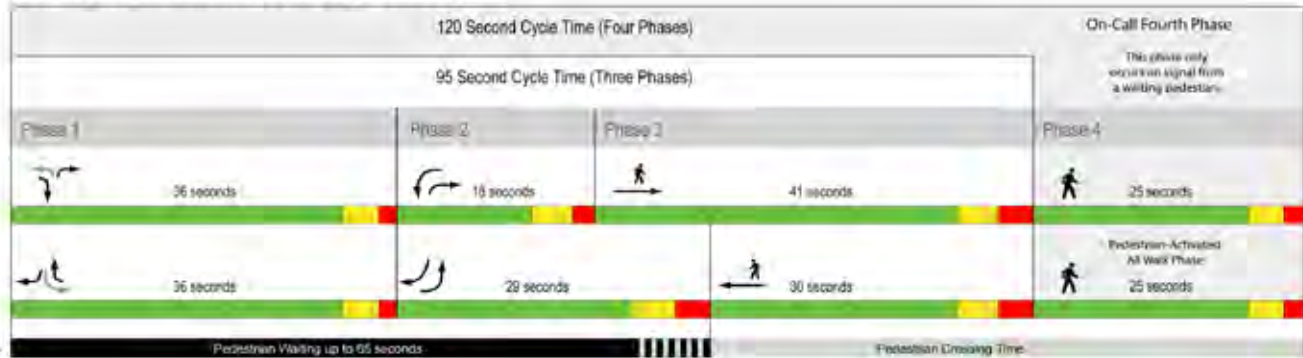 120 Second Cycle Time (Four Phases)
On-Call Fourth Phase
This phase only
occurs on signal from
a waiting pedestrian.
95 Second Cycle Time (Three Phases)
Phase 1
Phase 2
Phase 3
Phase 4
36 seconds
18 seconds
41 seconds
25 seconds
Pedestrian-Activated
All Walk Phase
36 seconds
29 seconds
30 seconds
25 seconds
Pedestrian Waiting up to 65 seconds
Pedestrian Crossing Time